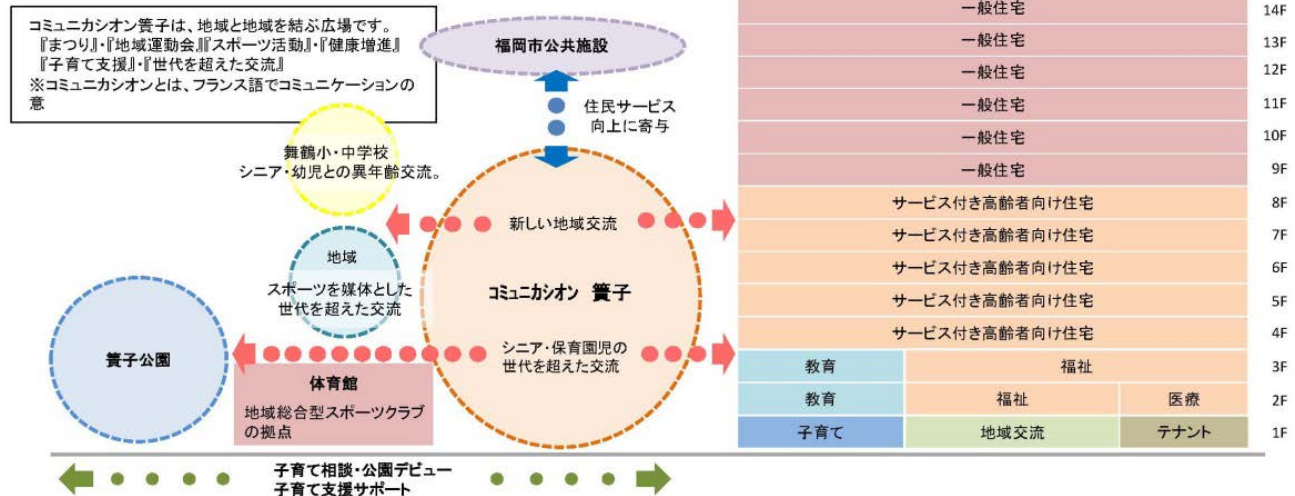 コミュニカシオン簀子は、地域と地域を結ぶ広場です。
『まつり』・『地域運動会』『スポーツ活動』・『健康増進』
『子育て支援』・『世代を超えた交流』
※コミュニカシオンとは、フランス語でコミュニケーションの
意
福岡市公共施設
住民サービス
向上に寄与
舞鶴小・中学校
シニア・幼児との異年齢交流。
新しい地域交流
地域
スポーツを媒体とした
世代を超えた交流
コミュニカシオン 簀子
簀子公園
シニア・保育園児の
世代を超えた交流
体育館
地域総合型スポーツクラブ
の拠点
子育て相談・公園デビュー
子育て支援サポート
一般住宅 14F
一般住宅 13F
一般住宅 12F
一般住宅 11F
一般住宅 10F
一般住宅 9F
サービス付き高齢者向け住宅 8F
サービス付き高齢者向け住宅 7F
サービス付き高齢者向け住宅 6F
サービス付き高齢者向け住宅 5F
サービス付き高齢者向け住宅 4F
教育 福祉 3F
教育 福祉 医療 2F
子育て 地域交流 テナント 1F